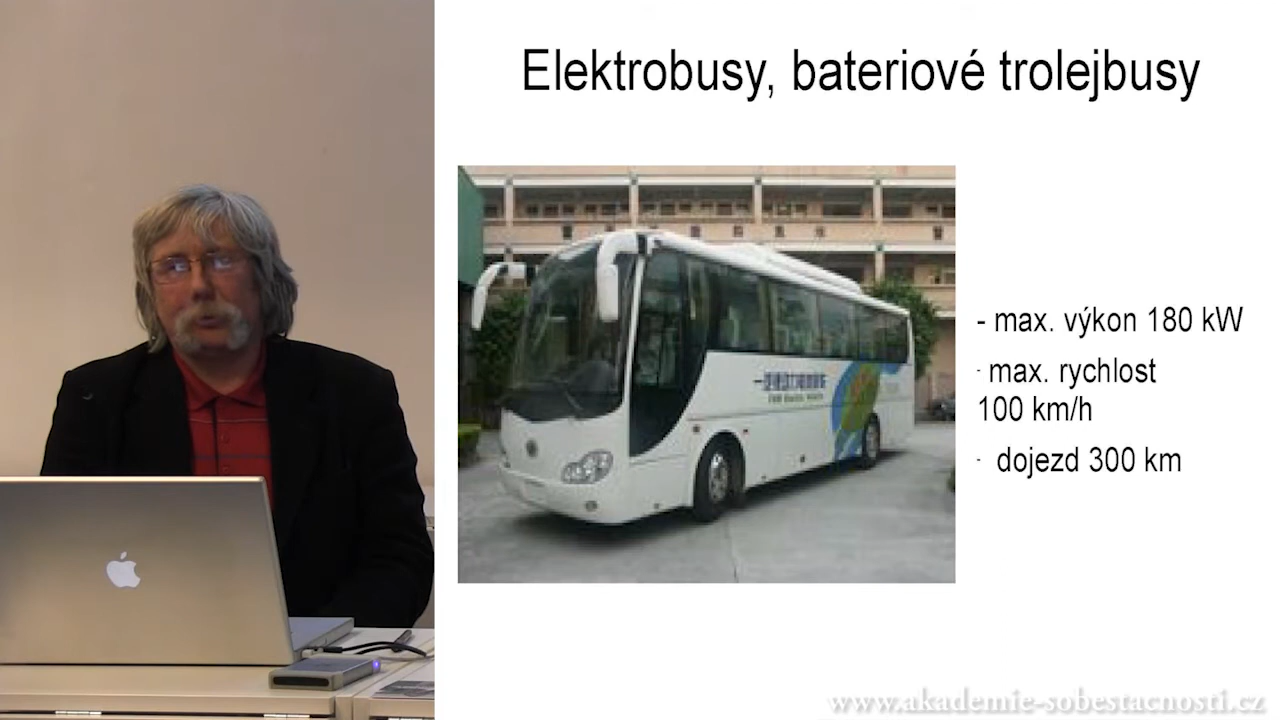 Elektrobusy, bateriové trolejbusy
- max. výkon 180 kW
- max. rychlost
100 km/h
- dojezd 300 km
www.akademie-sobestacnosti.cz